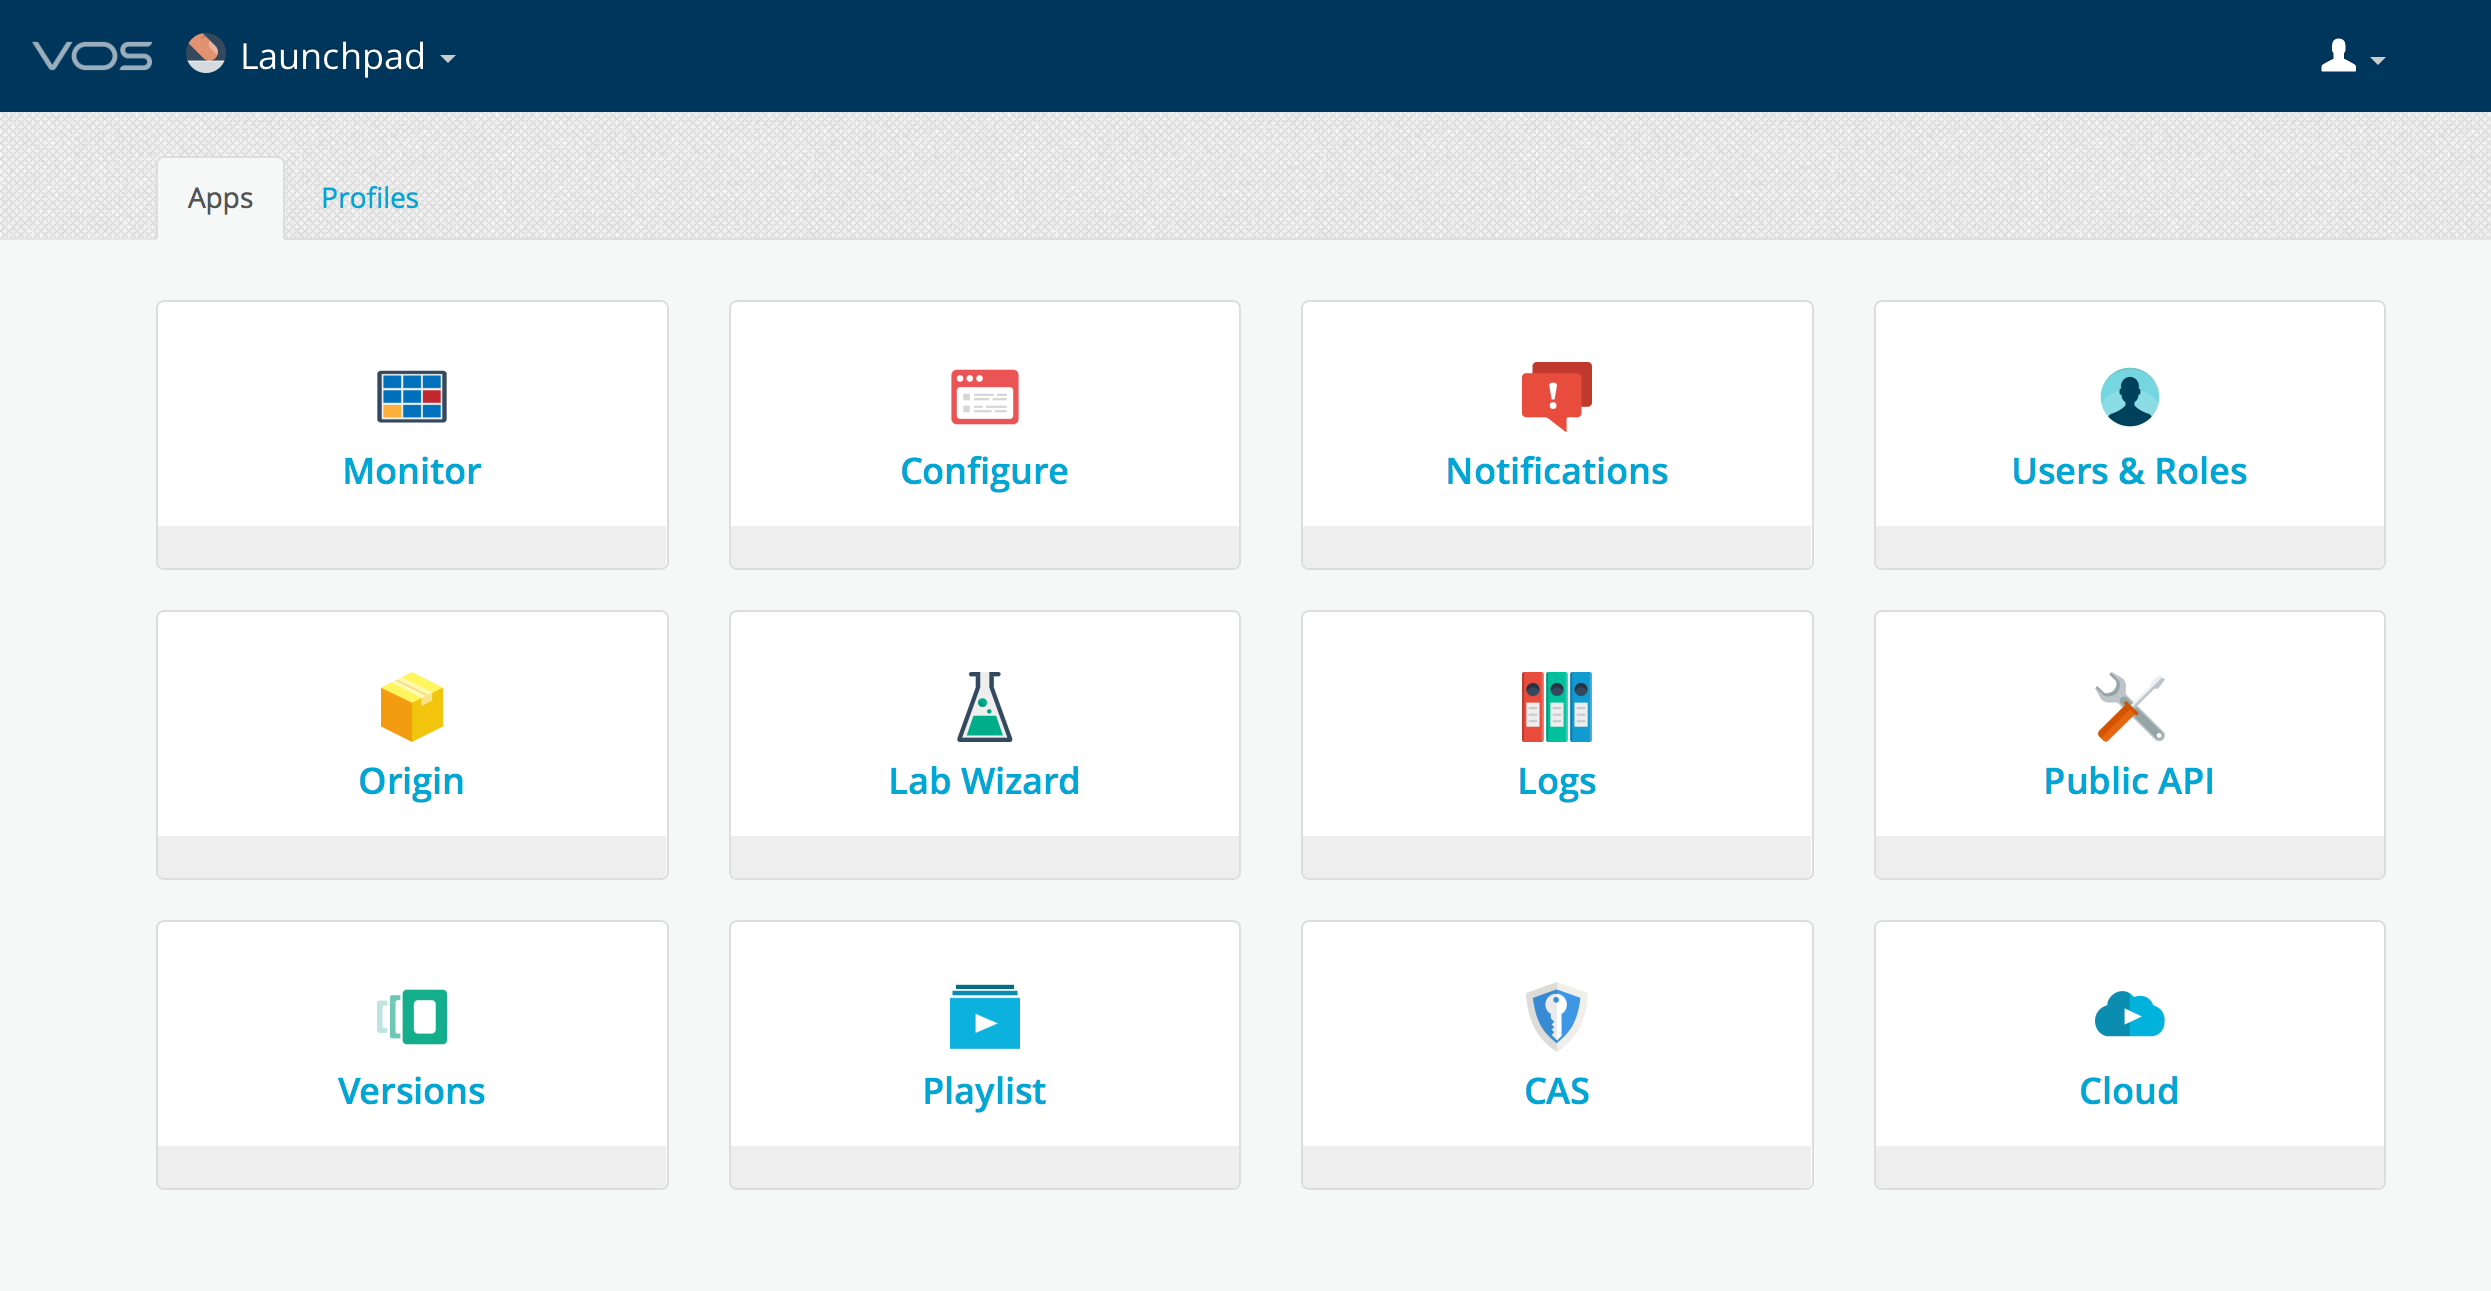 VOS Launchpad
Apps Profiles
Monitor Configure Notifications Users & Roles
Origin Lab Wizard Logs Public API
Versions Playlist CAS Cloud